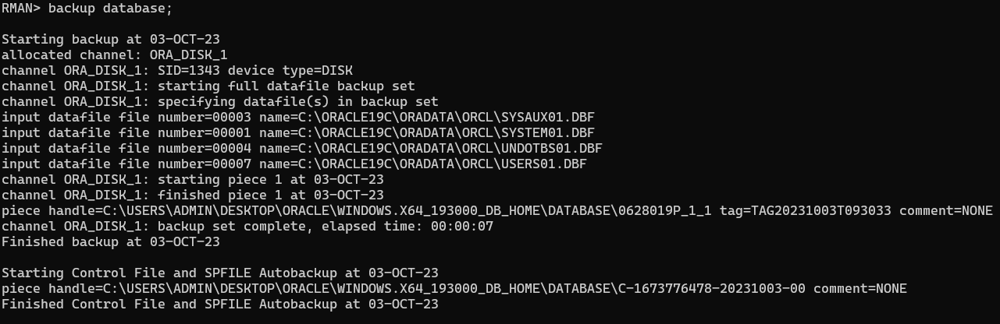 RMAN> backup database;
Starting backup at 03-OCT-23
allocated channel: ORA_DISK_1
channel ORA_DISK_1: SID=1343 device type=DISK
channel ORA_DISK_1: starting full datafile backup set
channel ORA_DISK_1: specifying datafile(s) in backup set
input datafile file number=00003 name=C:\ORACLE19C\ORADATA\ORCL\SYSAUX01.DBF
input datafile file number=00001 name=C:\ORACLE19C\ORADATA\ORCL\SYSTEM01.DBF
input datafile file number=00004 name=C:\ORACLE19C\ORADATA\ORCL\UNDOTBS01.DBF
input datafile file number=00007 name=C:\ORACLE19C\ORADATA\ORCL\USERS01.DBF
channel ORA_DISK_1: starting piece 1 at 03-OCT-23
channel ORA_DISK_1: finished piece 1 at 03-OCT-23
piece handle=C:\USERS\ADMIN\DESKTOP\ORACLE\WINDOWS.X64_193000_DB_HOME\DATABASE\0628019P_1_1 tag=TAG20231003T093033 comment=NONE
channel ORA_DISK_1: backup set complete, elapsed time: 00:00:07
Finished backup at 03-OCT-23
Starting Control File and SPFILE Autobackup at 03-OCT-23
piece handle=C:\USERS\ADMIN\DESKTOP\ORACLE\WINDOWS.X64_193000_DB_HOME\DATABASE\C-1673776478-20231003-00 comment=NONE
Finished Control File and SPFILE Autobackup at 03-OCT-23